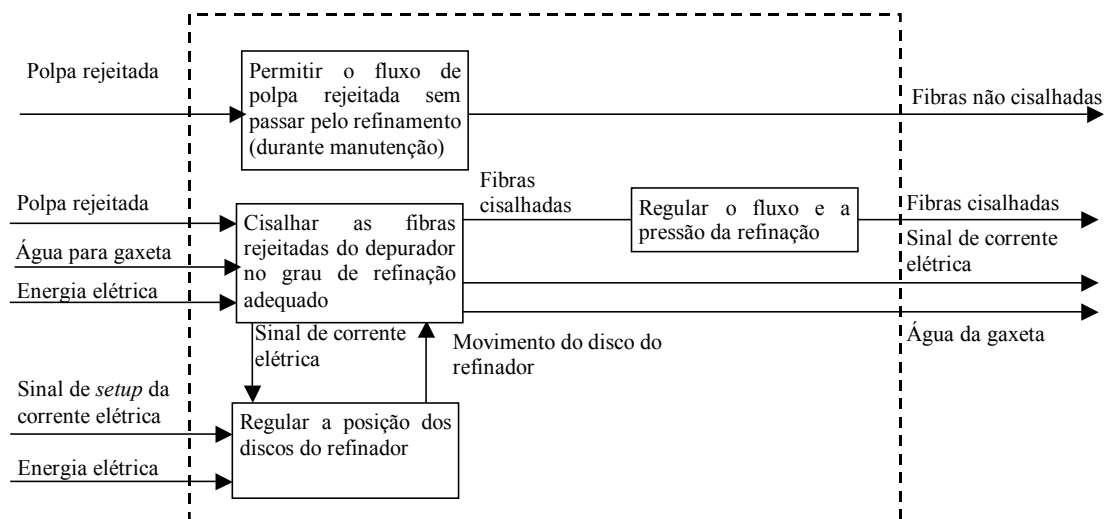 Polpa rejeitada
Permitir o fluxo de
polpa rejeitada sem
passar pelo refinamento
(durante manutenção)
Fibras não cisalhadas
Polpa rejeitada
Água para gaxeta
Energia elétrica
Cisalhar as fibras
rejeitadas do depurador
no grau de refinação
adequado
Fibras
cisalhadas
Regular o fluxo e a
pressão da refinação
Fibras cisalhadas
Sinal de corrente
elétrica
Água da gaxeta
Sinal de corrente
elétrica
Movimento do disco do
refinador
Sinal de setup da
corrente elétrica
Energia elétrica
Regular a posição dos
discos do refinador